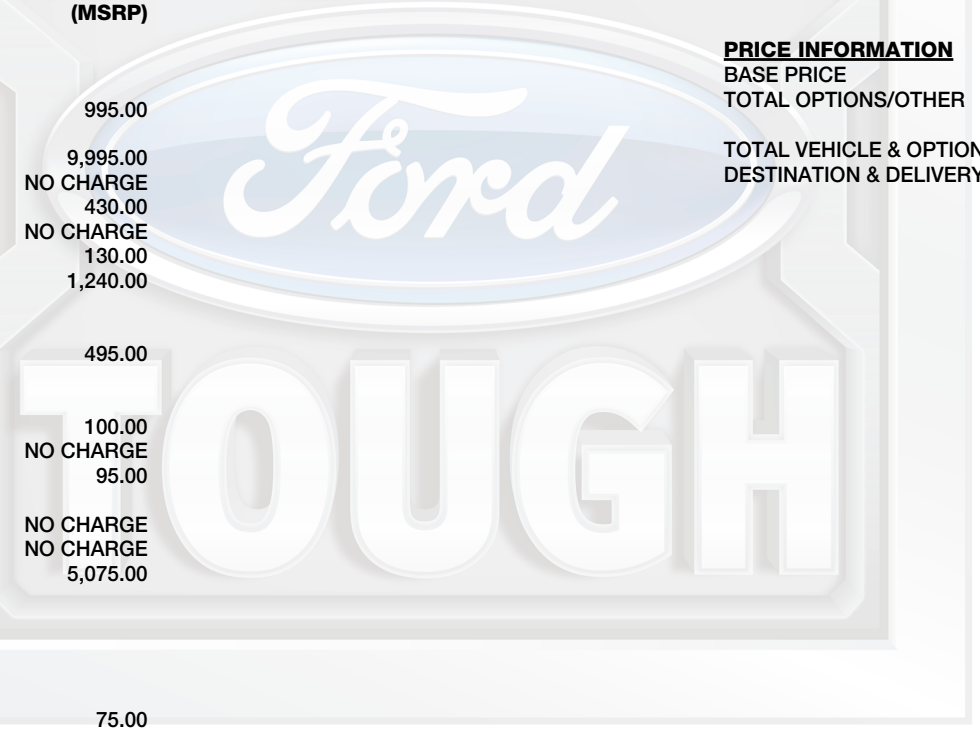 (MSRP)
995.00
9,995.00
NO CHARGE
430.00
NO CHARGE
130.00
1,240.00
495.00
100.00
NO CHARGE
95.00
NO CHARGE
NO CHARGE
5,075.00
75.00
PRICE INFORMATION
BASE PRICE
TOTAL OPTIONS/OTHER
TOTAL VEHICLE & OPTION
DESTINATION & DELIVERY
Ford
TOUGH